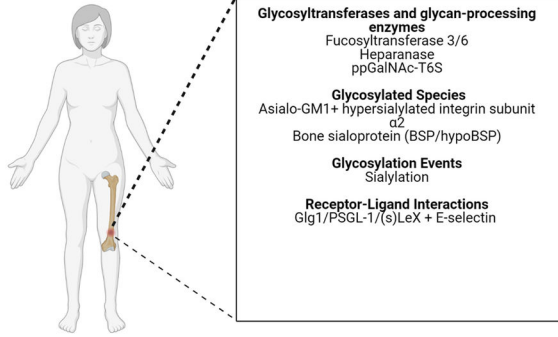 Glycosyltransferases and glycan-processing
enzymes
Fucosyltransferase 3/6
Heparanase
ppGalNAc-T6S
Glycosylated Species
Asialo-GM1+ hypersialylated integrin subunit
α2
Bone sialoprotein (BSP/hypoBSP)
Glycosylation Events
Sialylation
Receptor-Ligand Interactions
Glg1/PSGL-1/(s)LeX + E-selectin